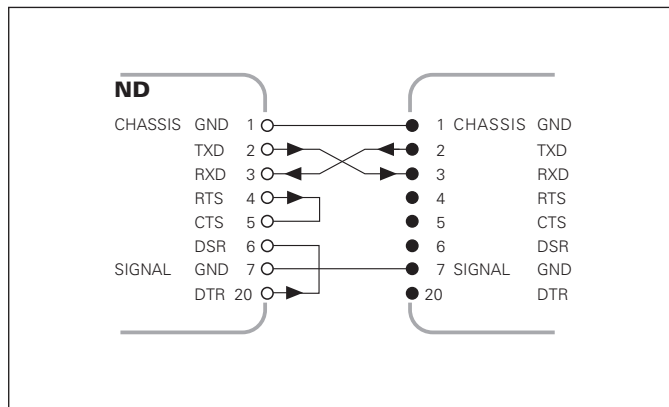 ND
CHASSIS GND 1 1 CHASSIS GND
TXD 2 2 TXD
RXD 3 3 RXD
RTS 4 4 RTS
CTS 5 5 CTS
DSR 6 6 DSR
SIGNAL GND 7 7 SIGNAL GND
DTR 20 20 DTR